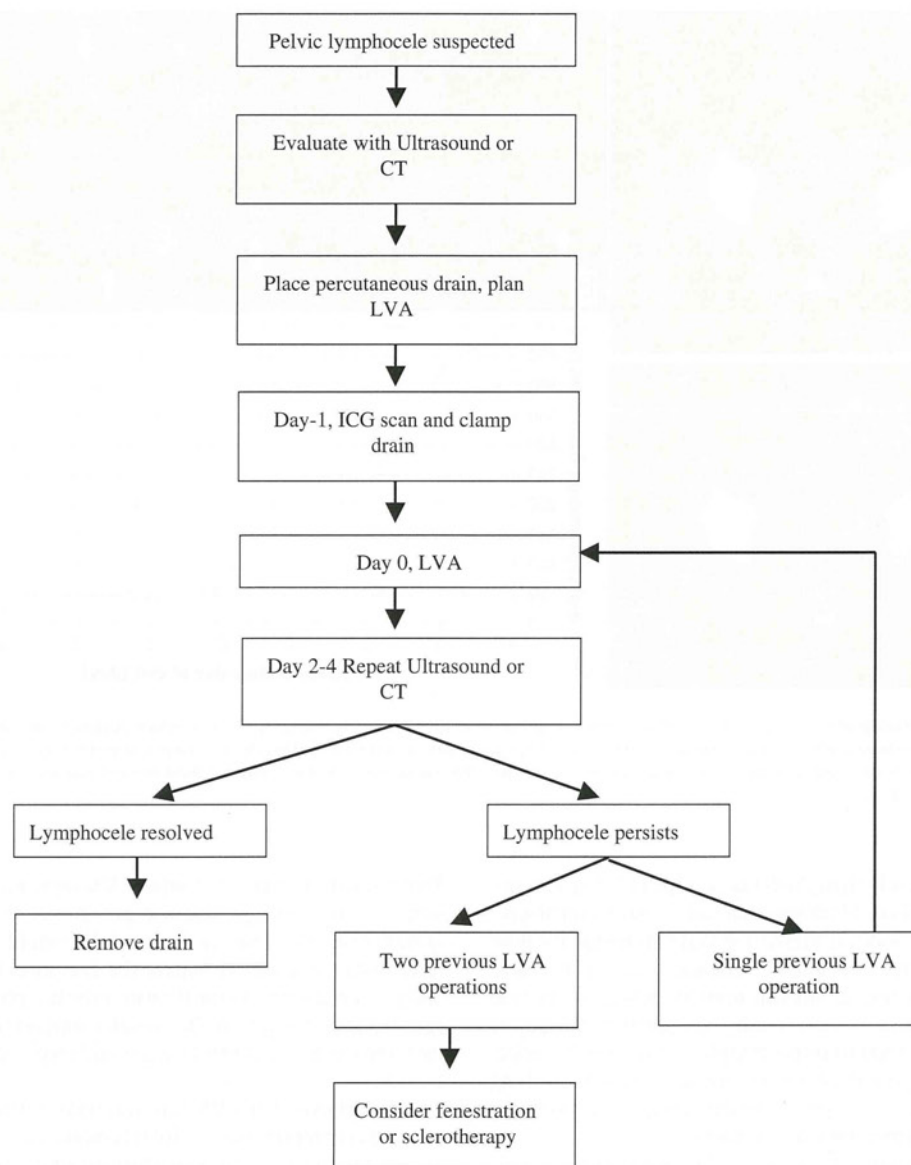 Pelvic lymphocele suspected
Evaluate with Ultrasound or
CT
Place percutaneous drain, plan
LVA
Day-1, ICG scan and clamp
drain
Day 0, LVA
Day 2-4 Repeat Ultrasound or
CT
Lymphocele resolved
Lymphocele persists
Remove drain
Two previous LVA
operations
Single previous LVA
operation
Consider fenestration
or sclerotherapy